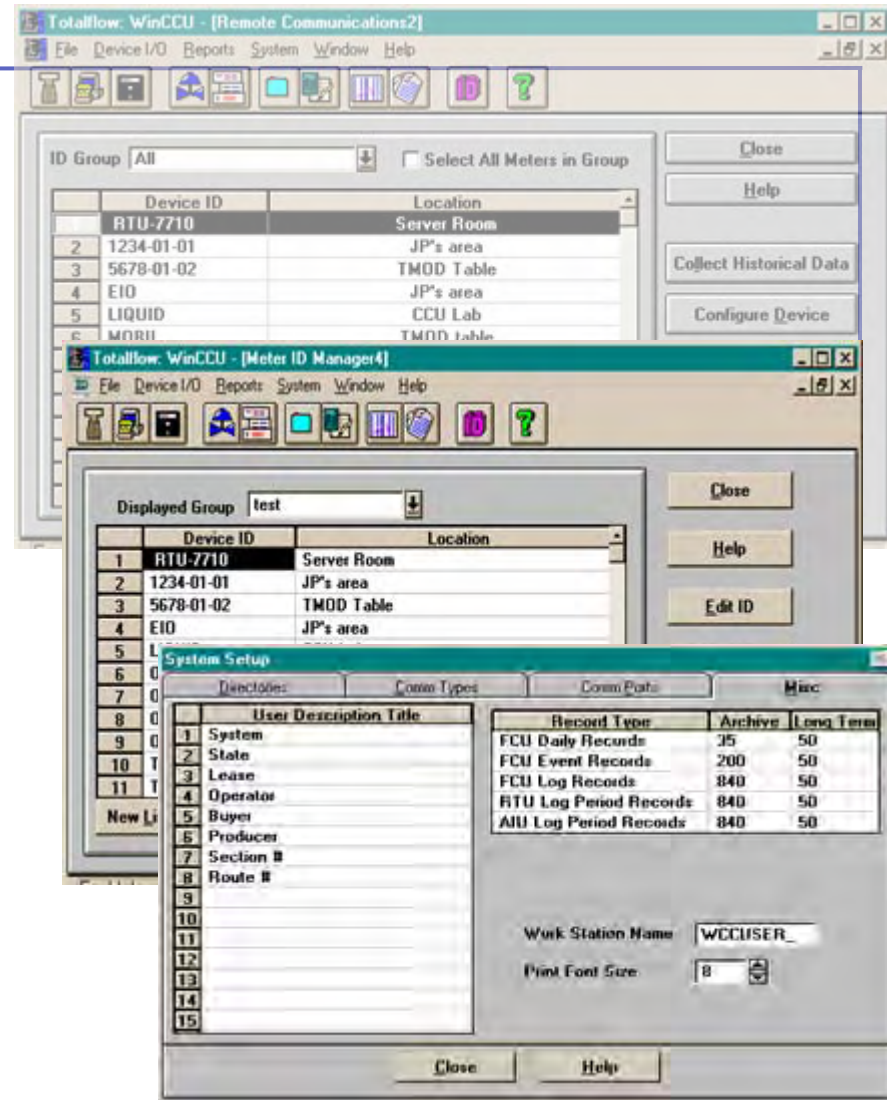 Totalflow: WinCCU - [Remote Communications2]
File Device I/O Reports System Window Help
ID Group All
Select All Meters in Group
Close
Help
Collect Historical Data
Configure Device
Device ID Location
RTU-7710 Server Room
2 1234-01-01 JP's area
3 5678-01-02 TMOD Table
4 EIO JP's area
5 LIQUID CCU Lab
6 MOBIL TMOD table
Totalflow: WinCCU - [Meter ID Manager4]
File Device I/O Reports System Window Help
Displayed Group test
Close
Help
Edit ID
Device ID Location
1 RTU-7710 Server Room
2 1234-01-01 JP's area
3 5678-01-02 TMOD Table
4 EIO JP's area
5
6
7
8
9
10 T
11 T
New
System Setup
Directories Comm Types Comm Ports Misc
User Description Title
1 System
2 State
3 Lease
4 Operator
5 Buyer
6 Producer
7 Section #
8 Route #
9
10
11
12
13
14
15
Record Type Archive Long Term
FCU Daily Records 35 50
FCU Event Records 200 50
FCU Log Records 840 50
RTU Log Period Records 840 50
AIU Log Period Records 840 50
Work Station Name WCCUSER_
Print Font Size 8
Close Help